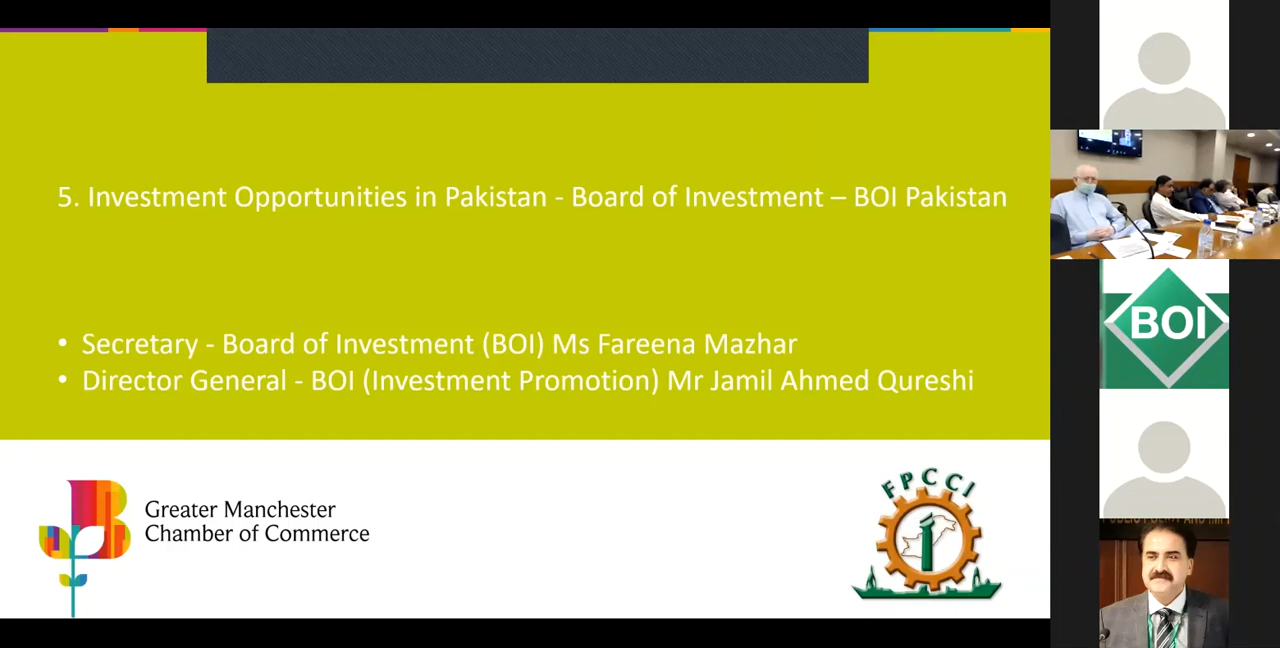 5. Investment Opportunities in Pakistan - Board of Investment – BOI Pakistan
• Secretary - Board of Investment (BOI) Ms Fareena Mazhar
• Director General - BOI (Investment Promotion) Mr Jamil Ahmed Qureshi
Greater Manchester
Chamber of Commerce
FPCCI
BOI